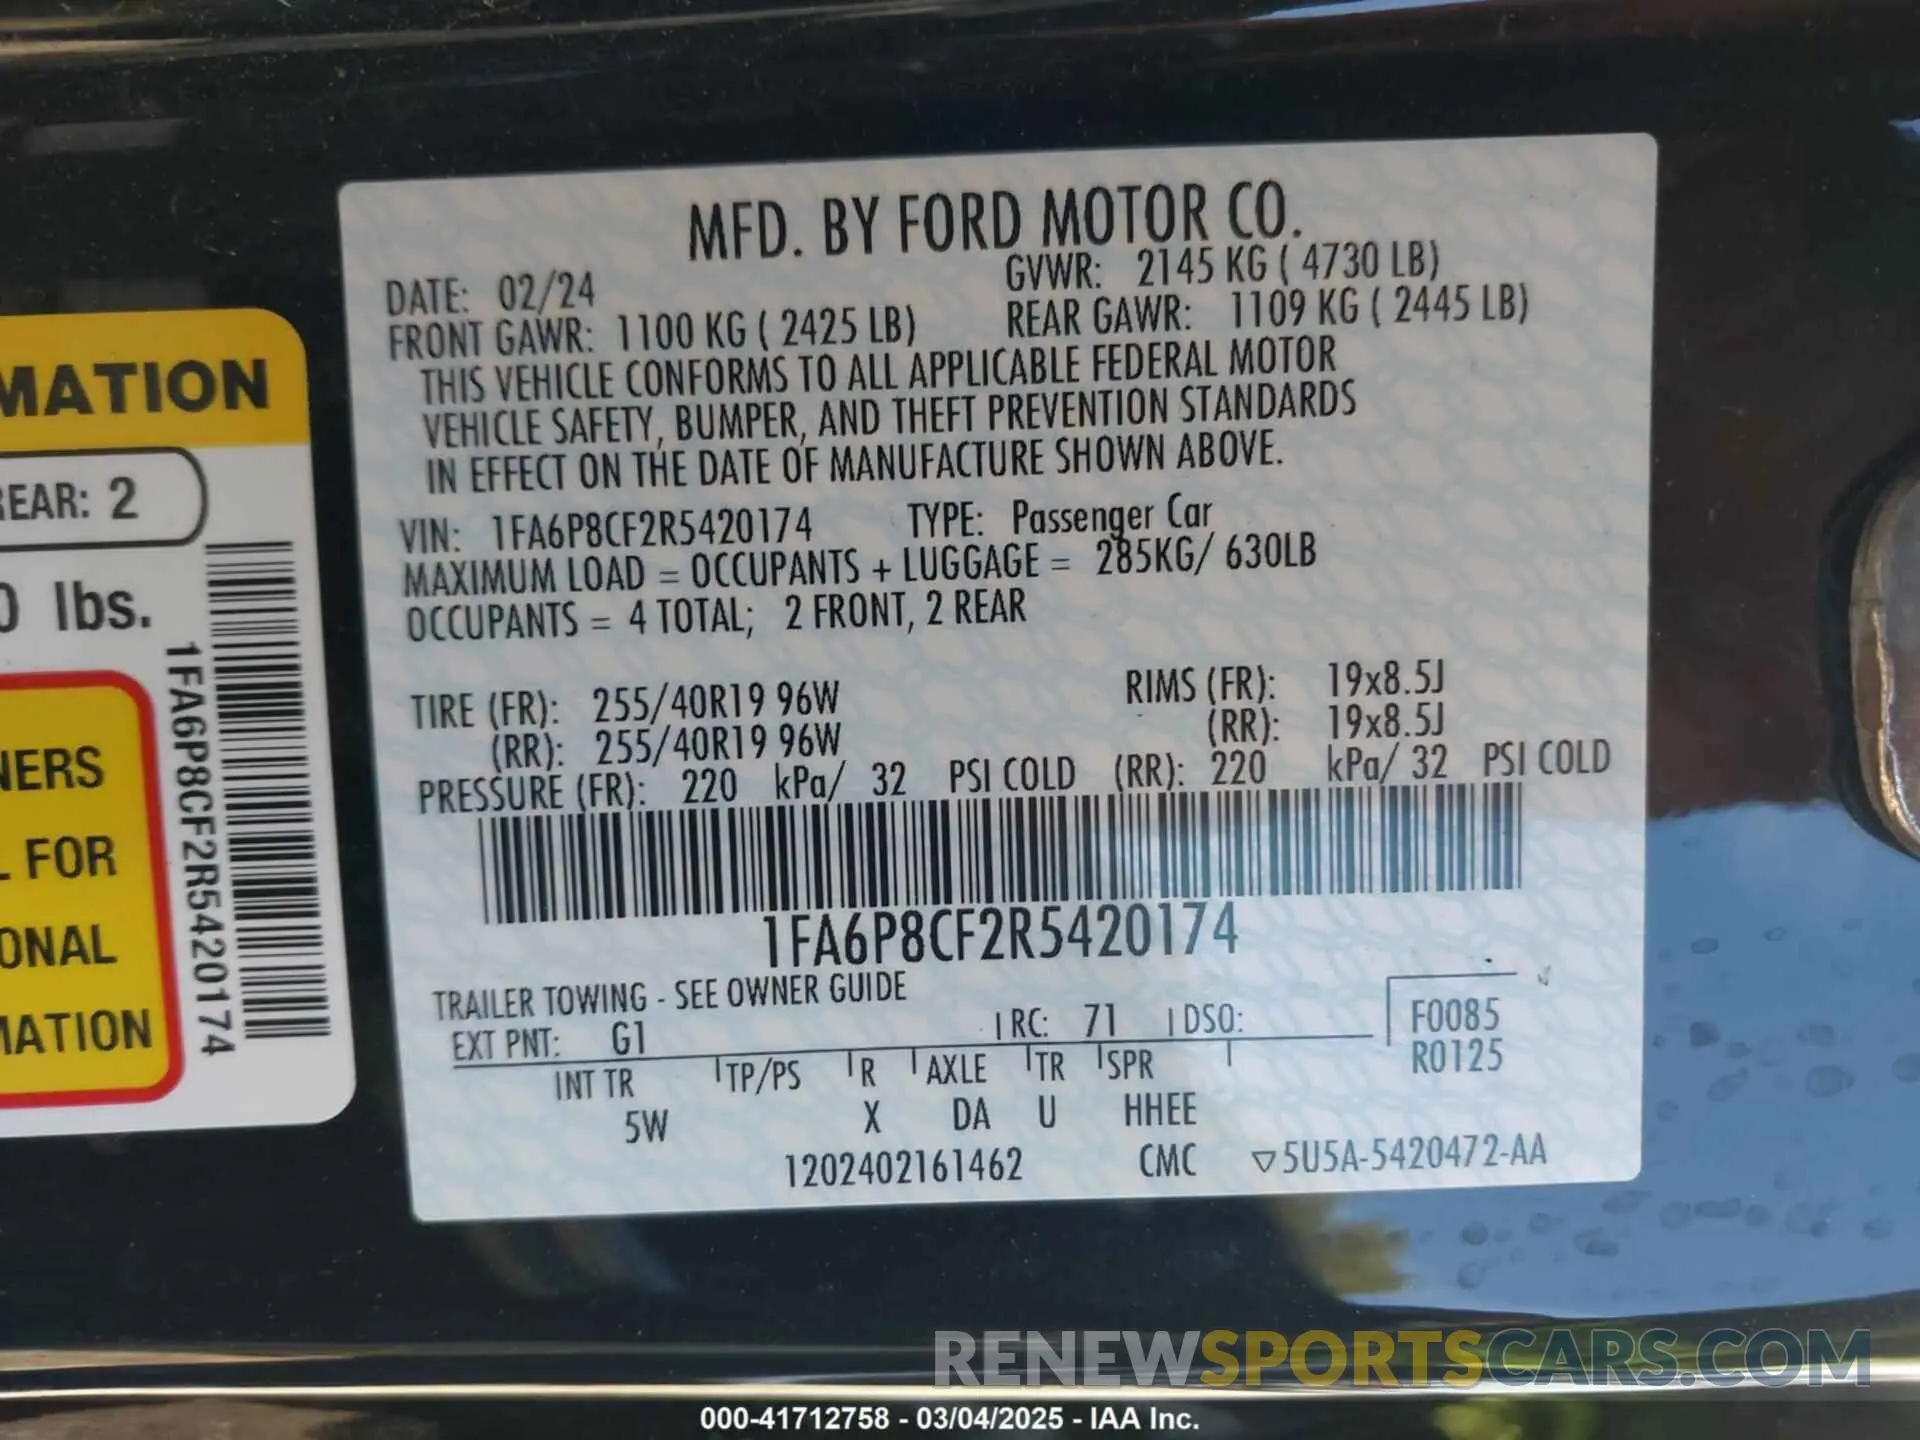 MFD. BY FORD MOTOR CO.
DATE: 02/24 GVWR: 2145 KG ( 4730 LB)
FRONT GAWR: 1100 KG ( 2425 LB) REAR GAWR: 1109 KG ( 2445 LB)
THIS VEHICLE CONFORMS TO ALL APPLICABLE FEDERAL MOTOR
VEHICLE SAFETY, BUMPER, AND THEFT PREVENTION STANDARDS
IN EFFECT ON THE DATE OF MANUFACTURE SHOWN ABOVE.
VIN: 1FA6P8CF2R5420174 TYPE: Passenger Car
MAXIMUM LOAD = OCCUPANTS + LUGGAGE = 285KG/ 630LB
OCCUPANTS = 4 TOTAL; 2 FRONT, 2 REAR
TIRE (FR): 255/40R19 96W RIMS (FR): 19x8.5J
(RR): 255/40R19 96W (RR): 19x8.5J
PRESSURE (FR): 220 kPa/ 32 PSI COLD (RR): 220 kPa/ 32 PSI COLD
1FA6P8CF2R5420174
TRAILER TOWING - SEE OWNER GUIDE
EXT PNT: G1 RC: 71 DSO: F0085
R0125
INT TR TP/PS R AXLE TR SPR
5W X DA U HHEE
1202402161462 CMC ▽5U5A-5420472-AA
MATION
REAR: 2
0 lbs.
NERS
L FOR
ONAL
MATION
1FA6P8CF2R5420174
RENEWSPORTSCARS.COM
000-41712758 - 03/04/2025 - IAA Inc.